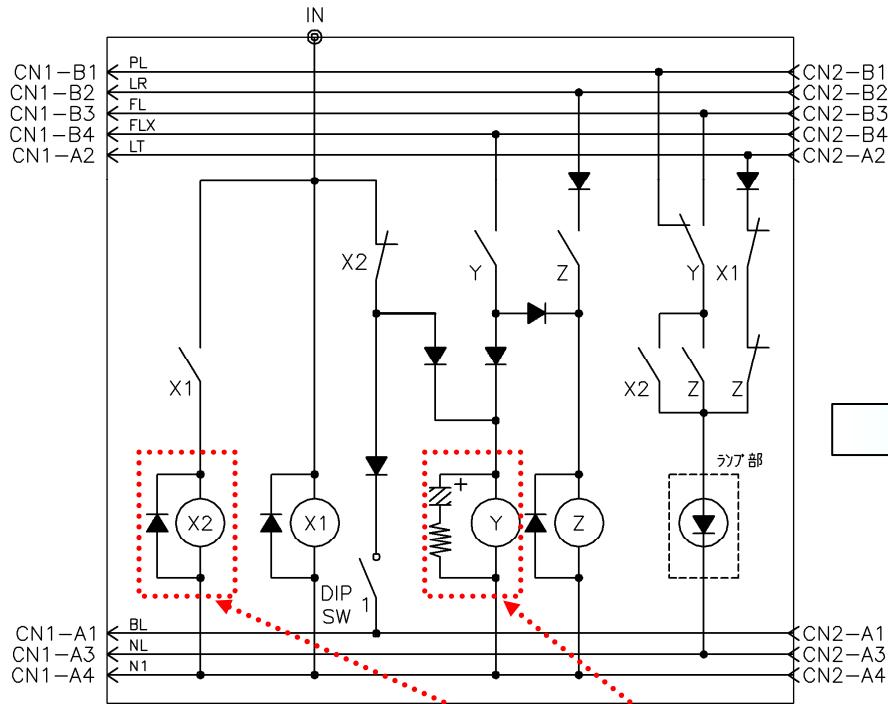 IN
CN1-B1 PL CN2-B1
CN1-B2 LR CN2-B2
CN1-B3 FL CN2-B3
CN1-B4 FLX CN2-B4
CN1-A2 LT CN2-A2
X2 Y Z Y X1
X1 X2 Z Z
ランプ部
+
X2 X1 Y Z
DIP SW 1
CN1-A1 BL CN2-A1
CN1-A3 NL CN2-A3
CN1-A4 N1 CN2-A4